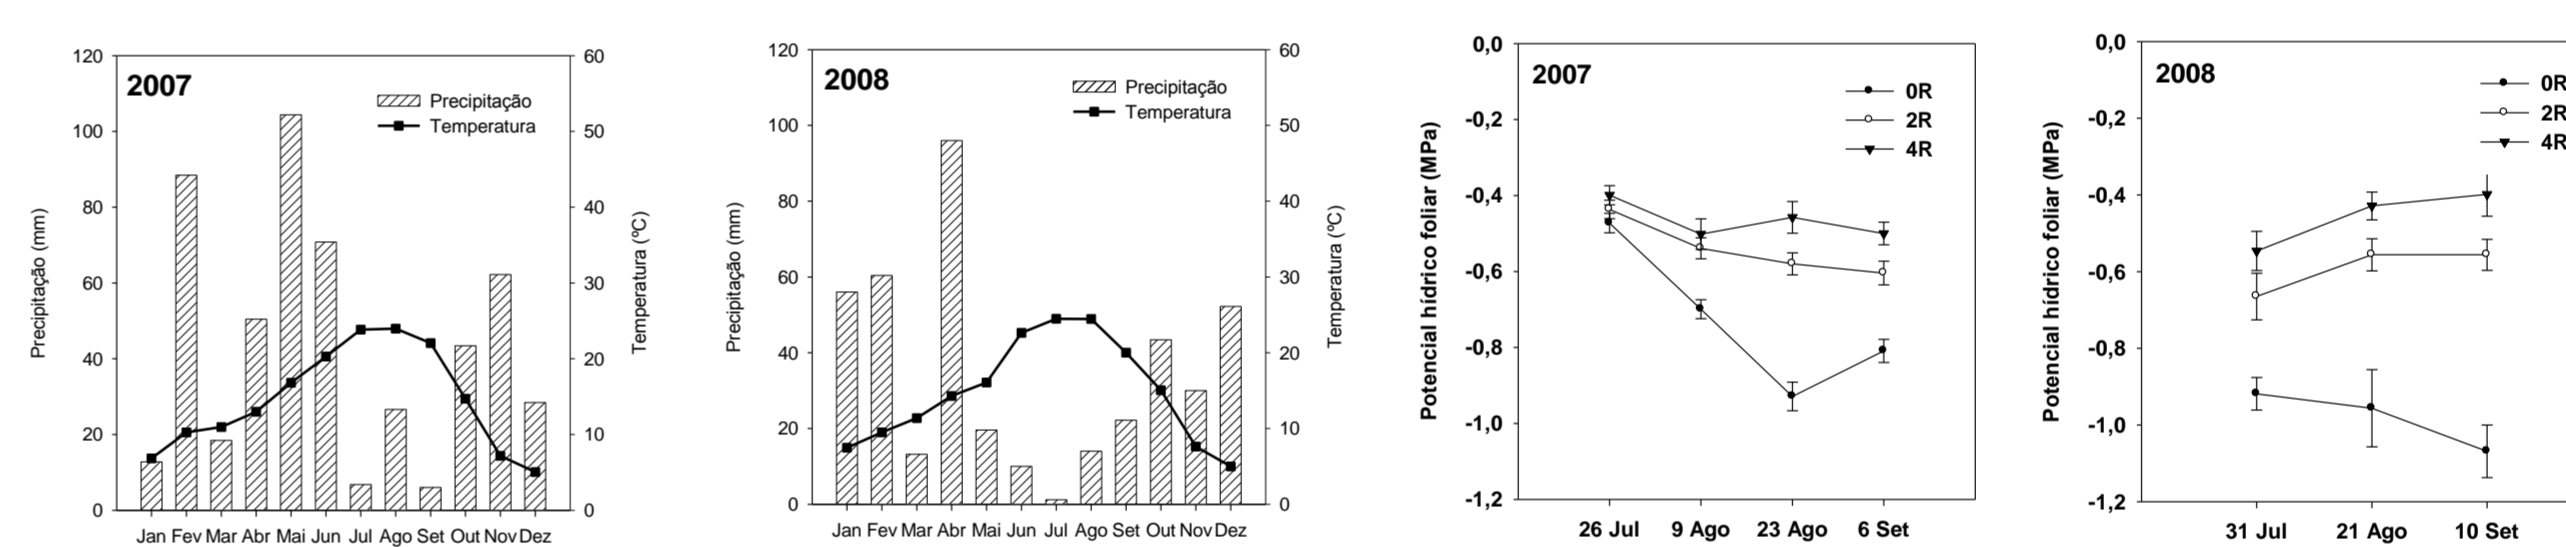 2007
Precipitação
Temperatura
Precipitação (mm)
120
100
80
60
40
20
0
60
50
40
30
20
10
0
Temperatura (ºC)
Jan Fev Mar Abr Mai Jun Jul Ago Set Out Nov Dez
2008
Precipitação
Temperatura
Precipitação (mm)
120
100
80
60
40
20
0
60
50
40
30
20
10
0
Temperatura (ºC)
Jan Fev Mar Abr Mai Jun Jul Ago Set Out Nov Dez
2007
0R
2R
4R
Potencial hídrico foliar (MPa)
0,0
-0,2
-0,4
-0,6
-0,8
-1,0
-1,2
26 Jul 9 Ago 23 Ago 6 Set
2008
0R
2R
4R
Potencial hídrico foliar (MPa)
0,0
-0,2
-0,4
-0,6
-0,8
-1,0
-1,2
31 Jul 21 Ago 10 Set